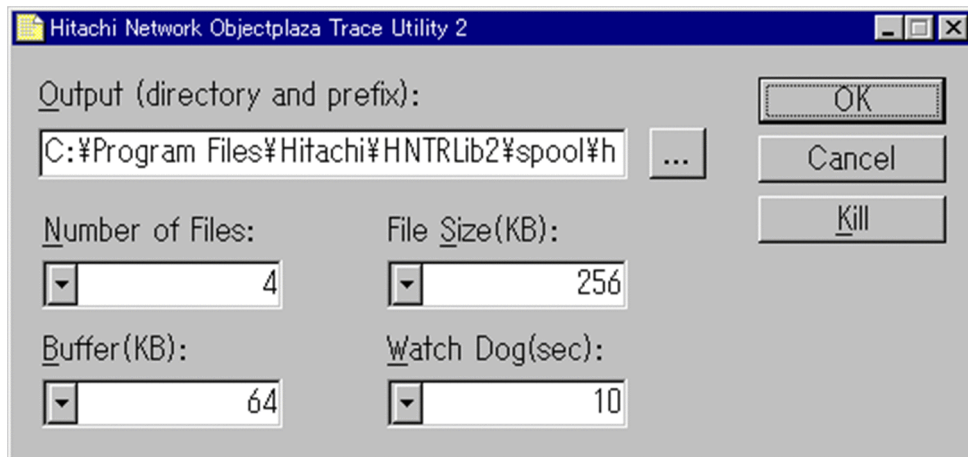 Hitachi Network Objectplaza Trace Utility 2
Output (directory and prefix):
C:¥Program Files¥Hitachi¥HNTRLib2¥spool¥h
...
OK
Cancel
Kill
Number of Files:
File Size(KB):
4
256
Buffer(KB):
Watch Dog(sec):
64
10